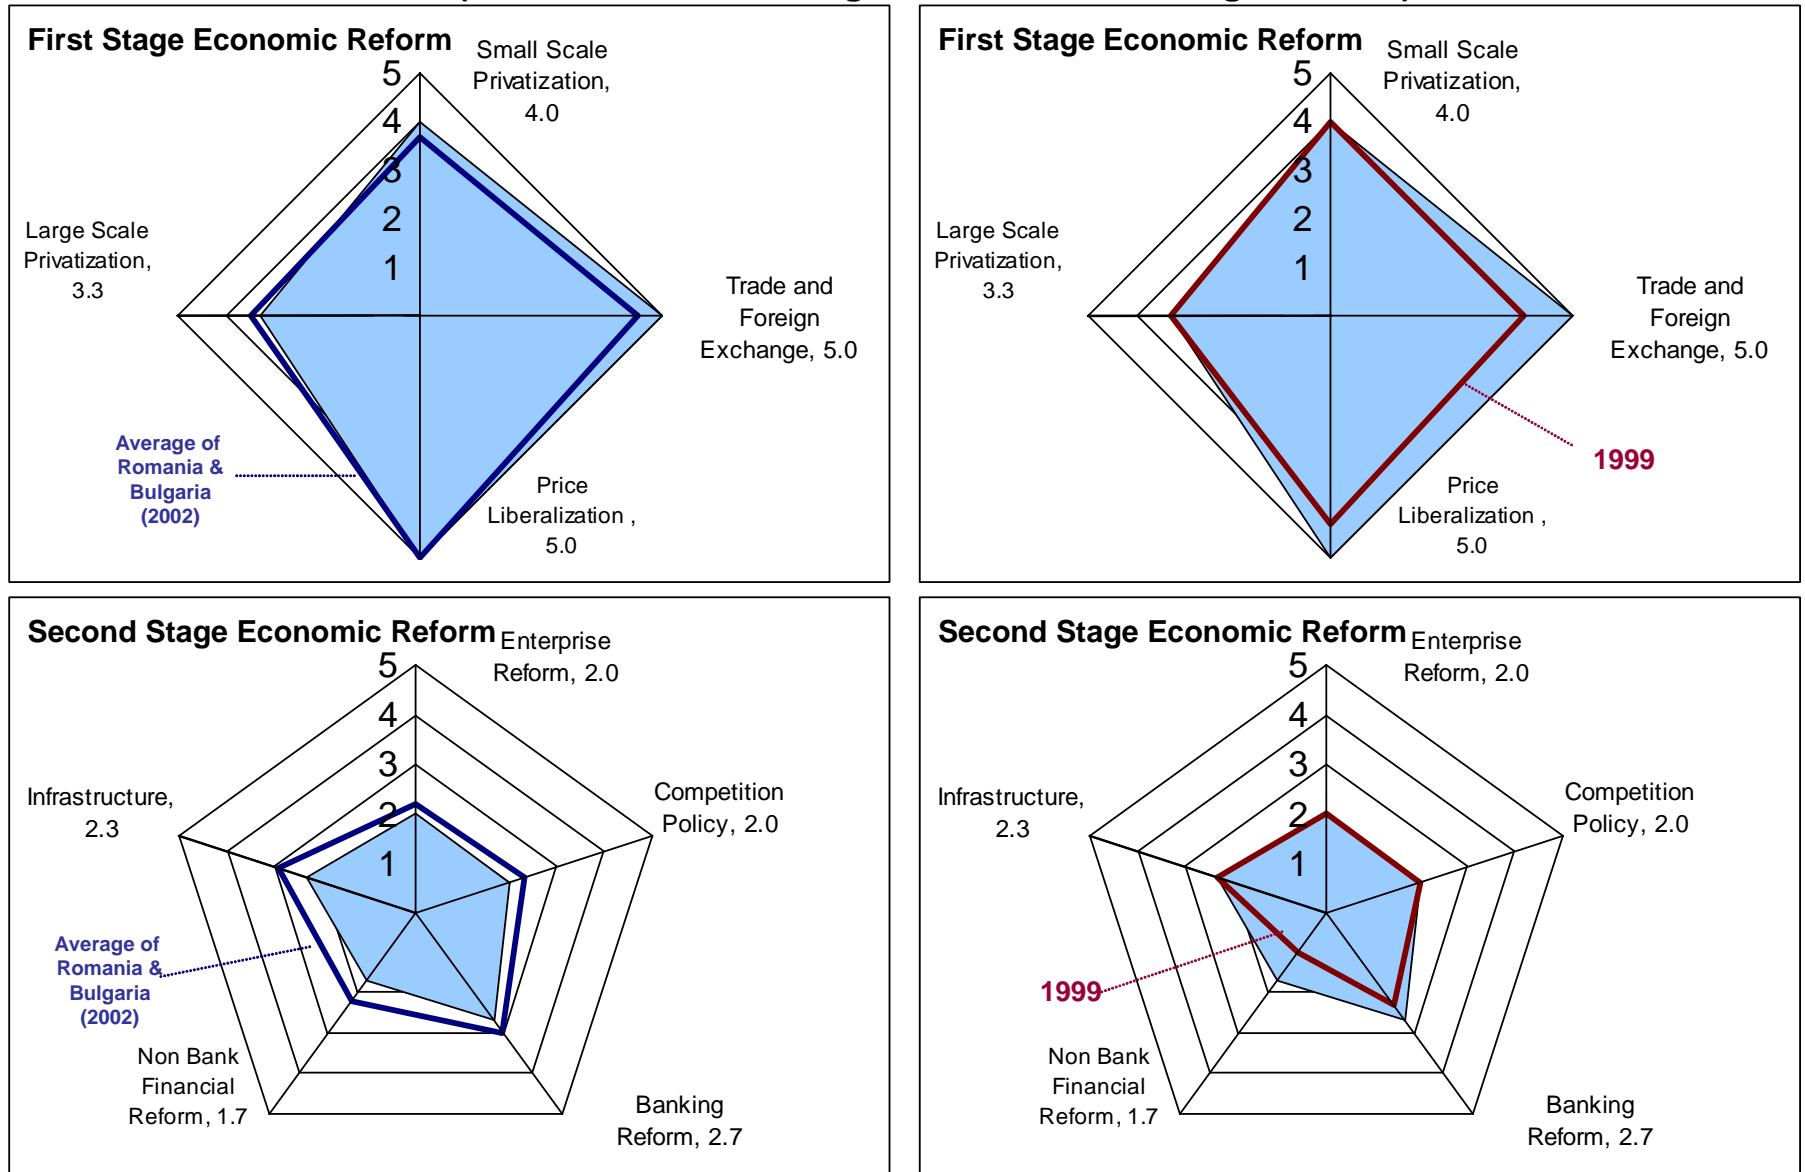 First Stage Economic Reform
Small Scale
Privatization,
4.0
5
4
3
2
1
Large Scale
Privatization,
3.3
Trade and
Foreign
Exchange, 5.0
Average of
Romania &
Bulgaria
(2002)
Price
Liberalization ,
5.0
First Stage Economic Reform
Small Scale
Privatization,
4.0
5
4
3
2
1
Large Scale
Privatization,
3.3
Trade and
Foreign
Exchange, 5.0
1999
Price
Liberalization ,
5.0
Second Stage Economic Reform
Enterprise
Reform, 2.0
5
4
3
2
1
Infrastructure,
2.3
Competition
Policy, 2.0
Average of
Romania &
Bulgaria
(2002)
Non Bank
Financial
Reform, 1.7
Banking
Reform, 2.7
Second Stage Economic Reform
Enterprise
Reform, 2.0
5
4
3
2
1
Infrastructure,
2.3
Competition
Policy, 2.0
1999
Non Bank
Financial
Reform, 1.7
Banking
Reform, 2.7